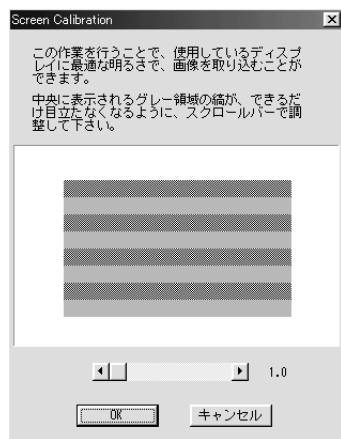 Screen Calibration
この作業を行うことで、使用しているディスプ
レイに最適な明るさで、画像を取り込むことが
できます。
中央に表示されるグレー領域の縞が、できるだ
け目立たなくなるように、スクロールバーで調
整して下さい。
1.0
OK
キャンセル